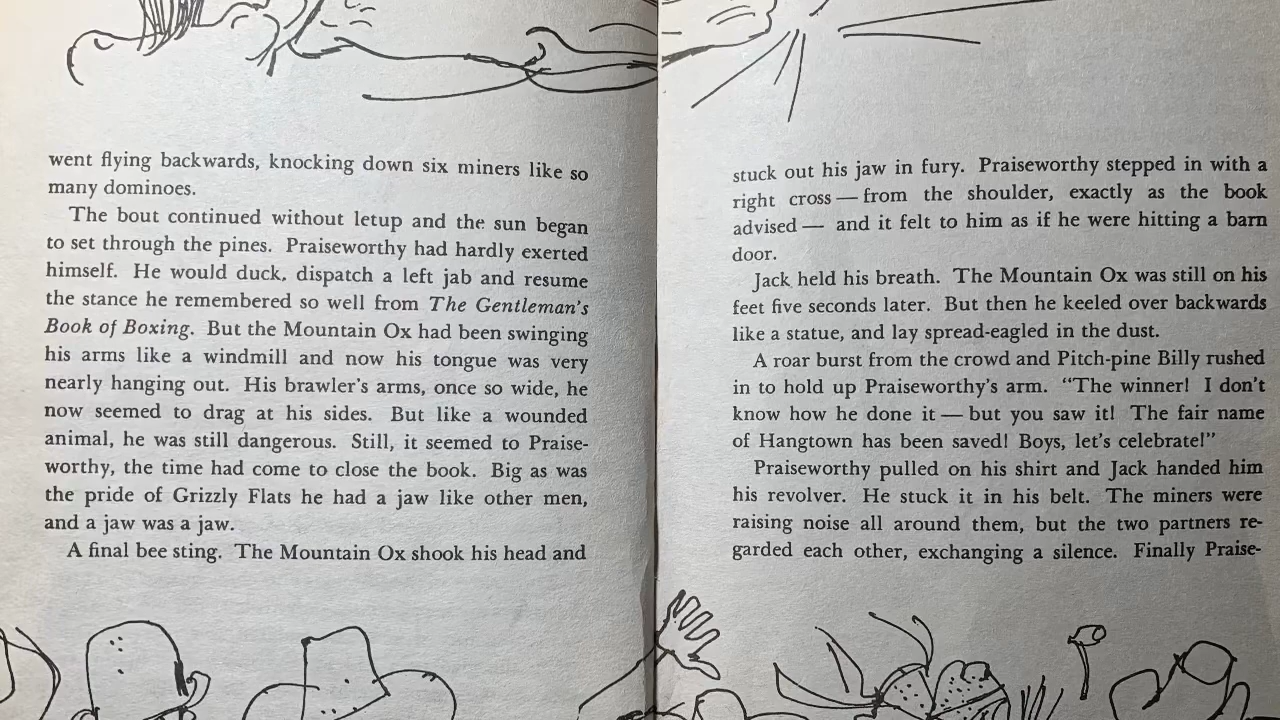 went flying backwards, knocking down six miners like so
many dominoes.
The bout continued without letup and the sun began
to set through the pines. Praiseworthy had hardly exerted
himself. He would duck, dispatch a left jab and resume
the stance he remembered so well from The Gentleman's
Book of Boxing. But the Mountain Ox had been swinging
his arms like a windmill and now his tongue was very
nearly hanging out. His brawler's arms, once so wide, he
now seemed to drag at his sides. But like a wounded
animal, he was still dangerous. Still, it seemed to Praise-
worthy, the time had come to close the book. Big as was
the pride of Grizzly Flats he had a jaw like other men,
and a jaw was a jaw.
A final bee sting. The Mountain Ox shook his head and
stuck out his jaw in fury. Praiseworthy stepped in with a
right cross — from the shoulder, exactly as the book
advised — and it felt to him as if he were hitting a barn
door.
Jack held his breath. The Mountain Ox was still on his
feet five seconds later. But then he keeled over backwards
like a statue, and lay spread-eagled in the dust.
A roar burst from the crowd and Pitch-pine Billy rushed
in to hold up Praiseworthy's arm. "The winner! I don't
know how he done it — but you saw it! The fair name
of Hangtown has been saved! Boys, let's celebrate!"
Praiseworthy pulled on his shirt and Jack handed him
his revolver. He stuck it in his belt. The miners were
raising noise all around them, but the two partners re-
garded each other, exchanging a silence. Finally Praise-